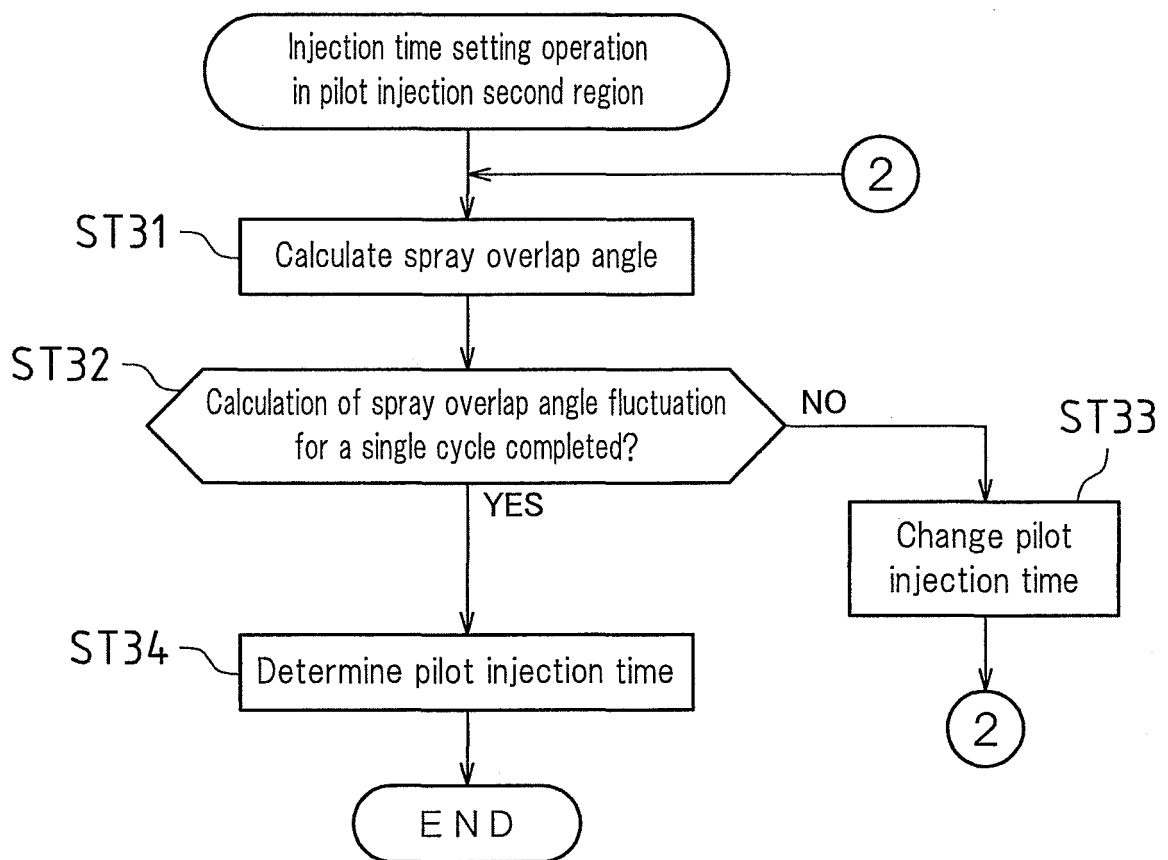 Injection time setting operation
in pilot injection second region
2
ST31
Calculate spray overlap angle
ST32
Calculation of spray overlap angle fluctuation
for a single cycle completed?
NO
YES
ST33
Change pilot
injection time
ST34
Determine pilot injection time
2
END